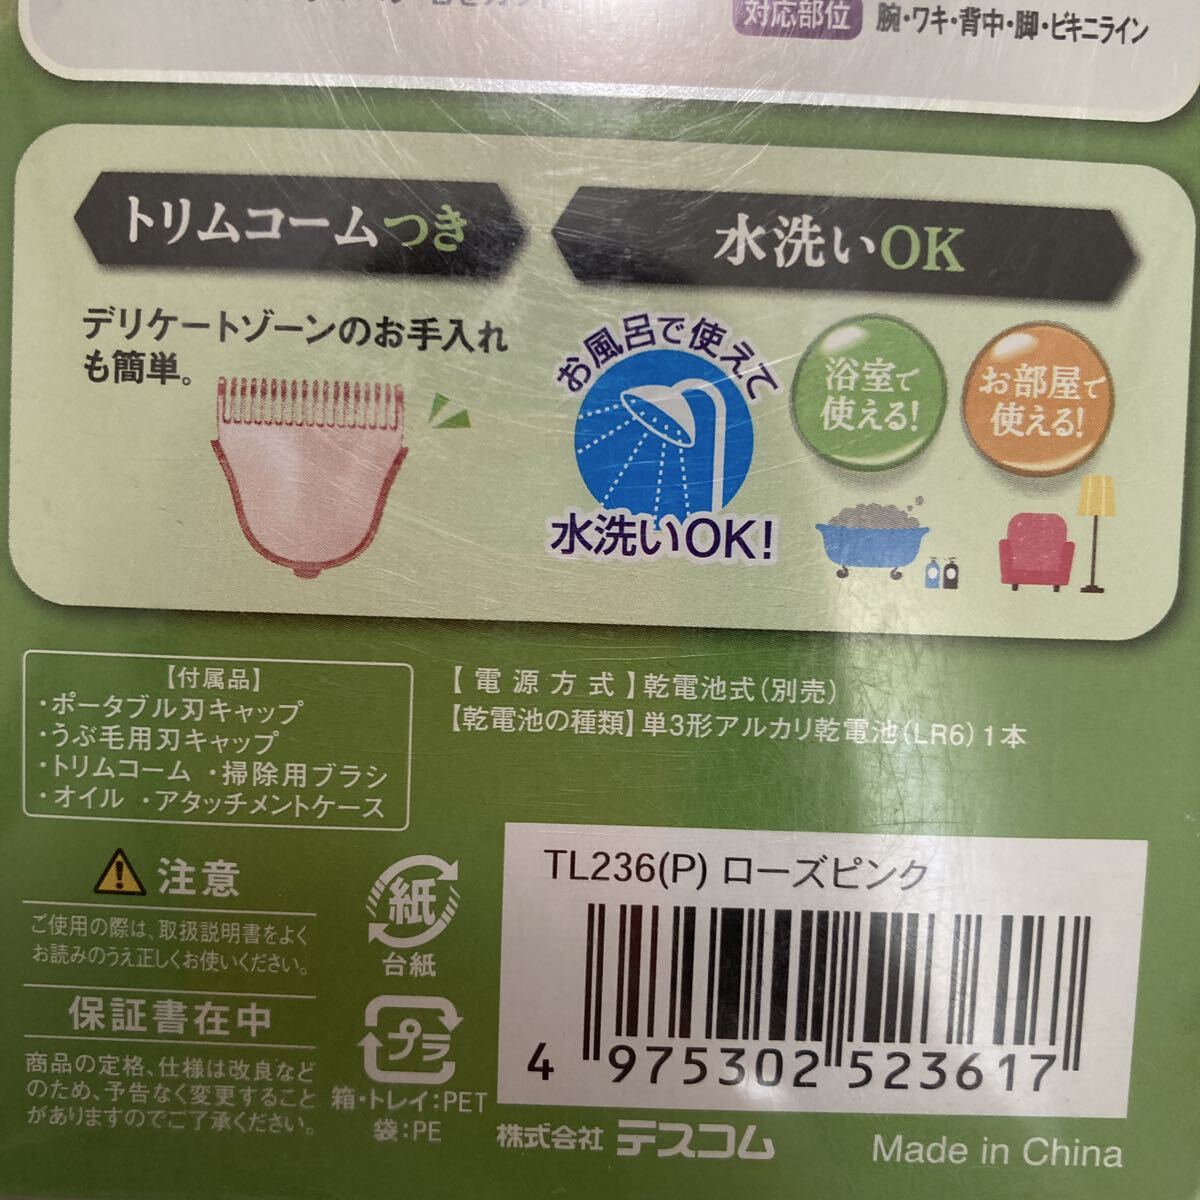 対応部位 腕・ワキ・背中・脚・ビキニライン
トリムコームつき
デリケートゾーンのお手入れ
も簡単。
水洗いOK
お風呂で使えて
水洗いOK!
浴室で
使える!
お部屋で
使える!
【付属品】
・ポータブル刃キャップ
・うぶ毛用刃キャップ
・トリムコーム ・掃除用ブラシ
・オイル ・アタッチメントケース
【電源方式】乾電池式(別売)
【乾電池の種類】単3形アルカリ乾電池(LR6)1本
注意
ご使用の際は、取扱説明書をよく
お読みのうえ正しくお使いください。
保証書在中
商品の定格、仕様は改良など
のため、予告なく変更すること
がありますのでご了承ください。
紙
台紙
プラ
箱・トレイ:PET
袋:PE
TL236(P) ローズピンク
4 975302 523617
株式会社 テスコム
Made in China